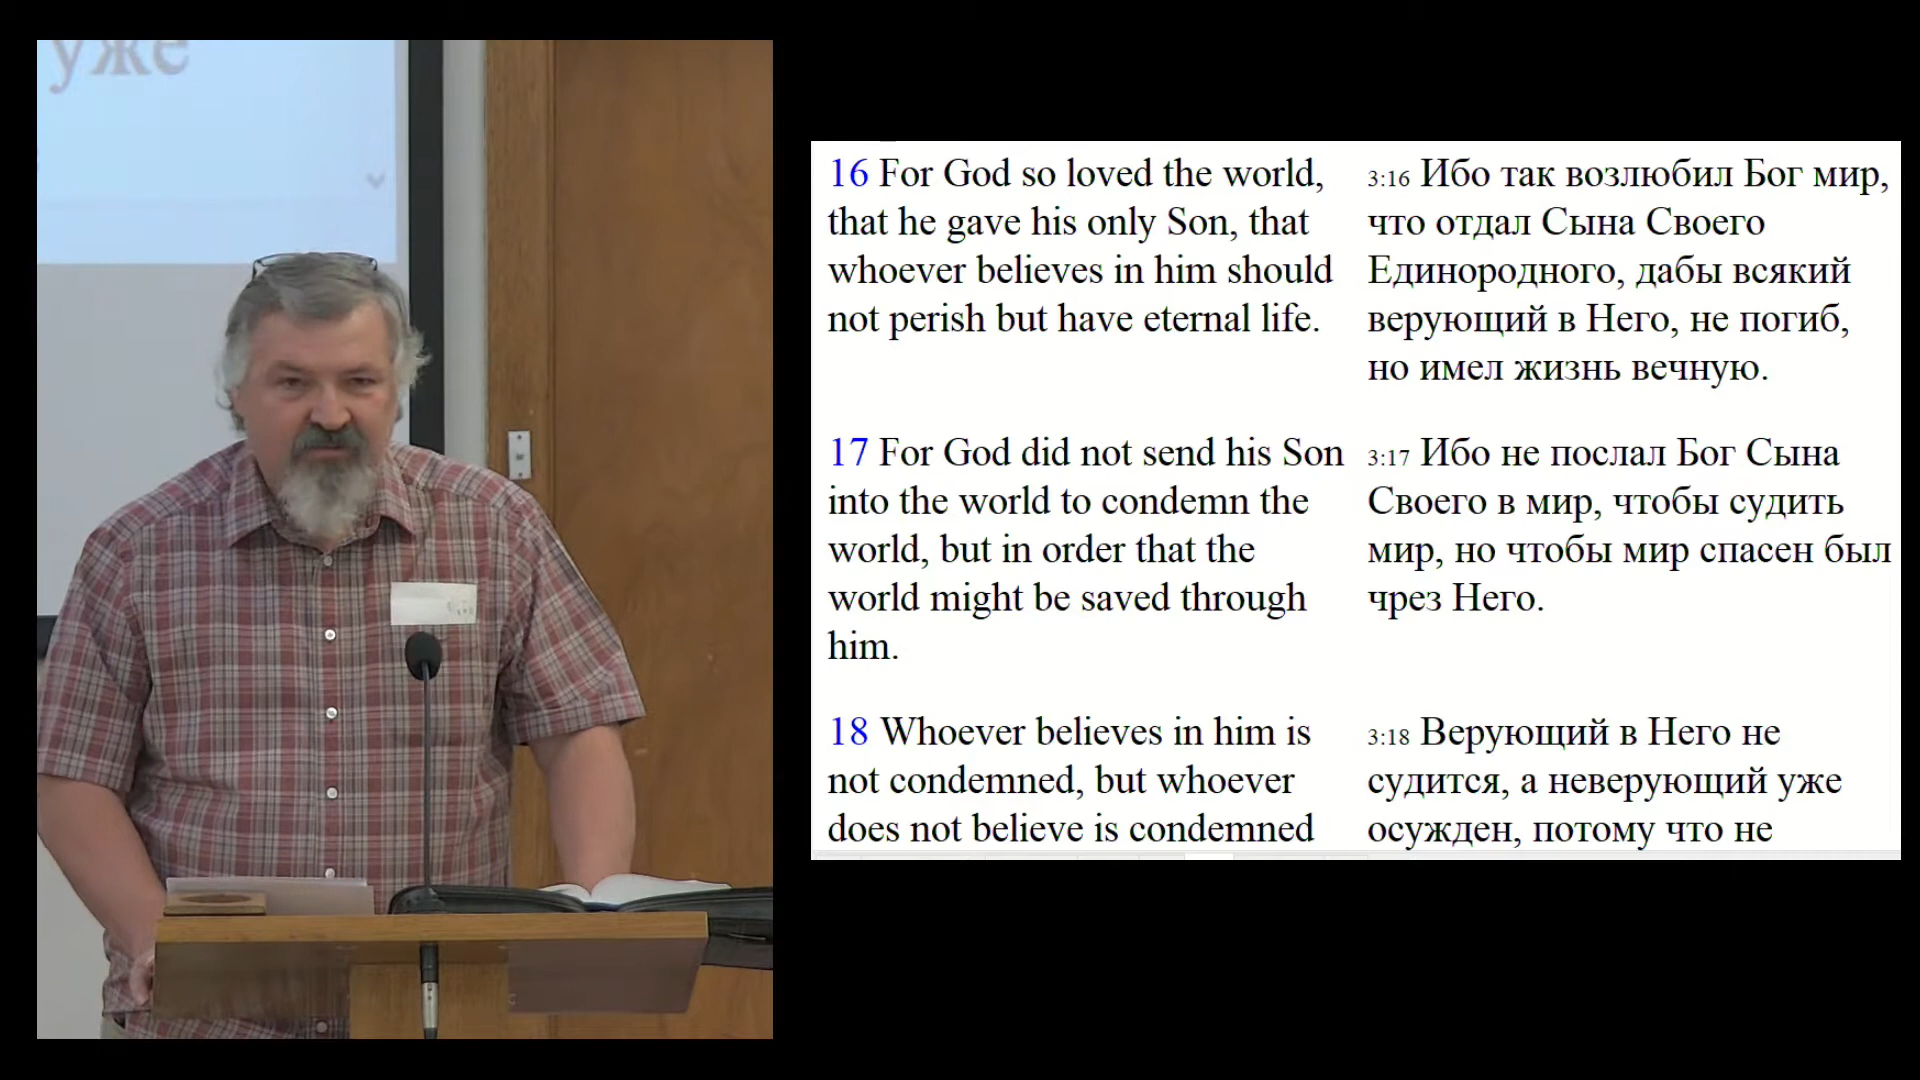 уже
16 For God so loved the world,
that he gave his only Son, that
whoever believes in him should
not perish but have eternal life.
3:16 Ибо так возлюбил Бог мир,
что отдал Сына Своего
Единородного, дабы всякий
верующий в Него, не погиб,
но имел жизнь вечную.
17 For God did not send his Son
into the world to condemn the
world, but in order that the
world might be saved through
him.
3:17 Ибо не послал Бог Сына
Своего в мир, чтобы судить
мир, но чтобы мир спасен был
чрез Него.
18 Whoever believes in him is
not condemned, but whoever
does not believe is condemned
3:18 Верующий в Него не
судится, а неверующий уже
осужден, потому что не